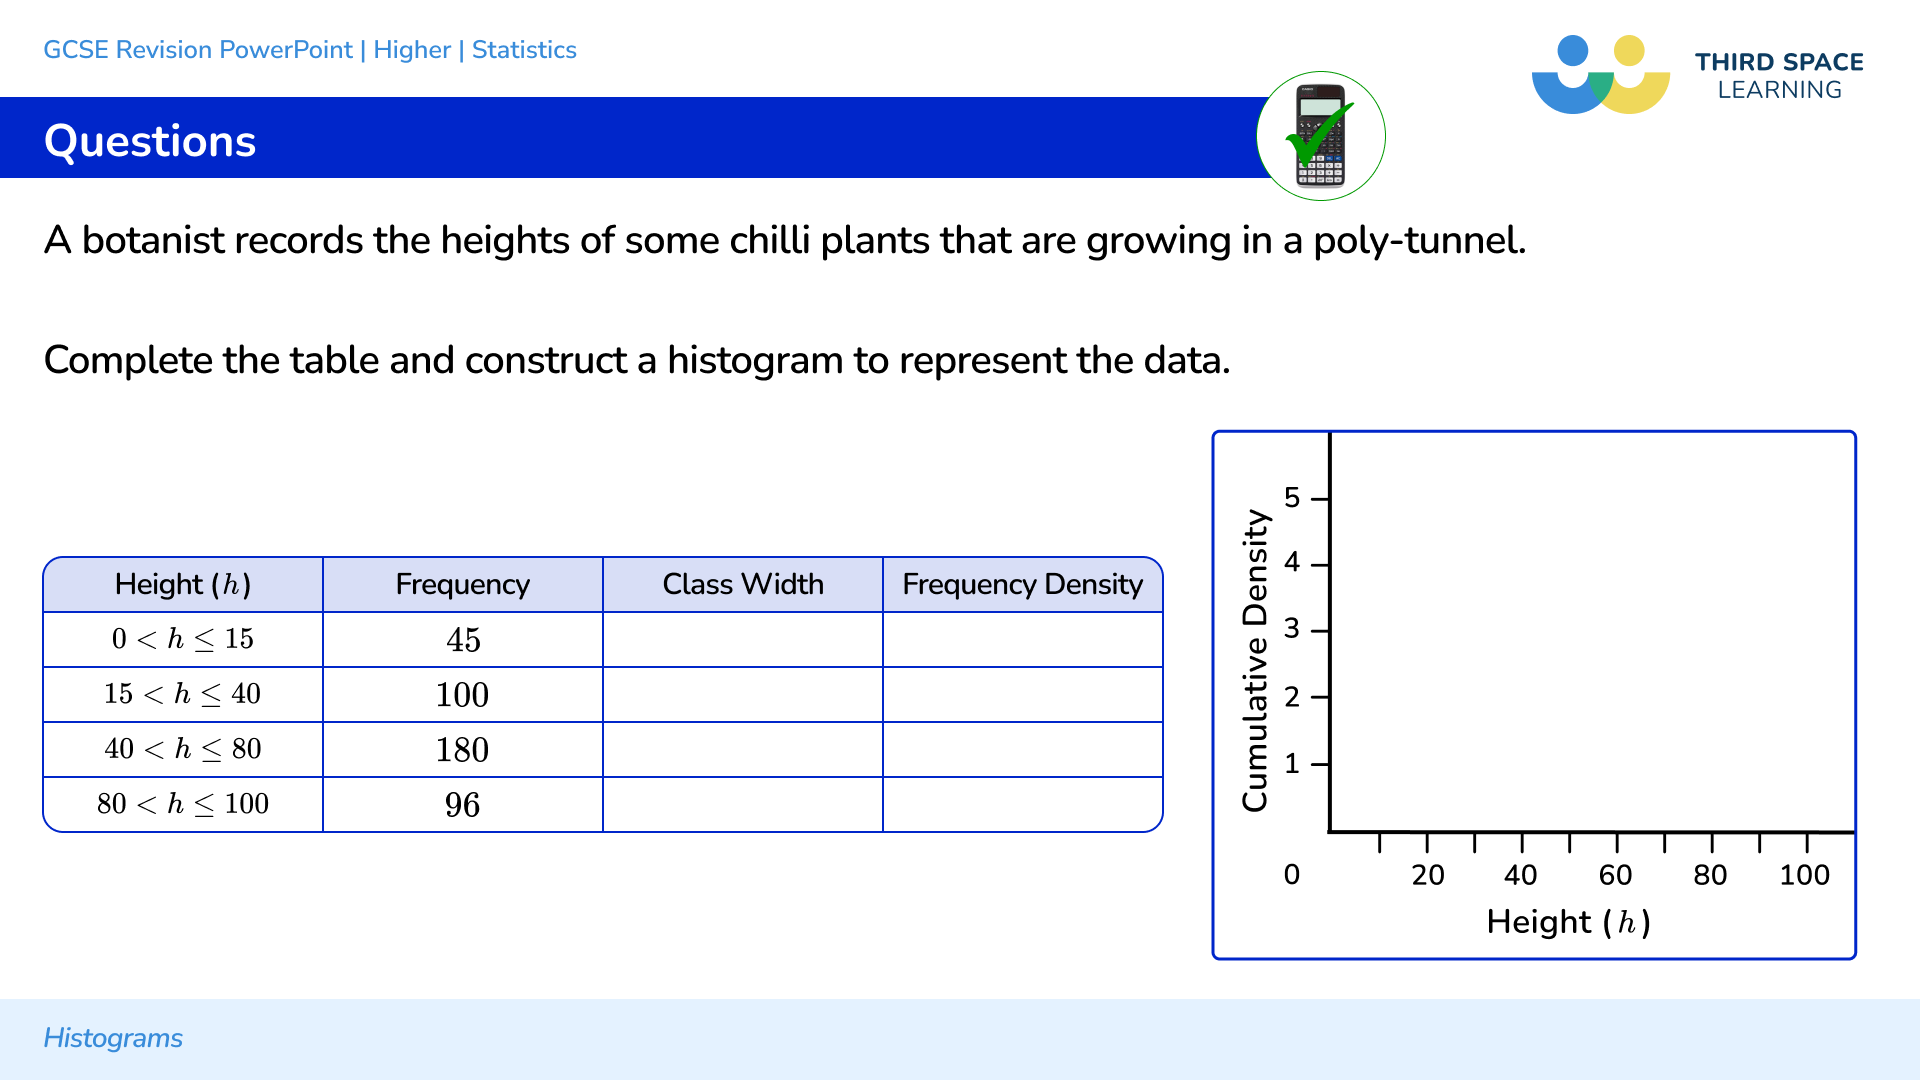 GCSE Revision PowerPoint | Higher | Statistics
THIRD SPACE
LEARNING
Questions
A botanist records the heights of some chilli plants that are growing in a poly-tunnel.
Complete the table and construct a histogram to represent the data.
Height (h) Frequency Class Width Frequency Density
0 < h ≤ 15 45
15 < h ≤ 40 100
40 < h ≤ 80 180
80 < h ≤ 100 96
Cumulative Density
5
4
3
2
1
0 20 40 60 80 100
Height (h)
Histograms